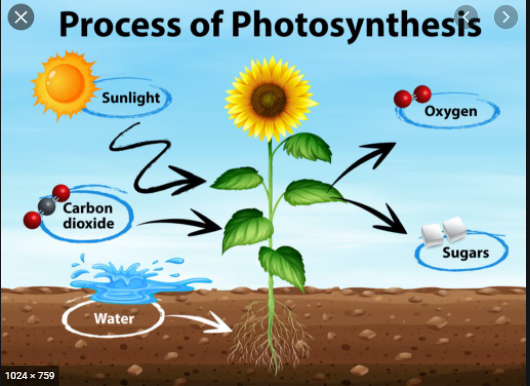 Process of Photosynthesis
Sunlight
Oxygen
Carbon
dioxide
Sugars
Water
1024 × 759